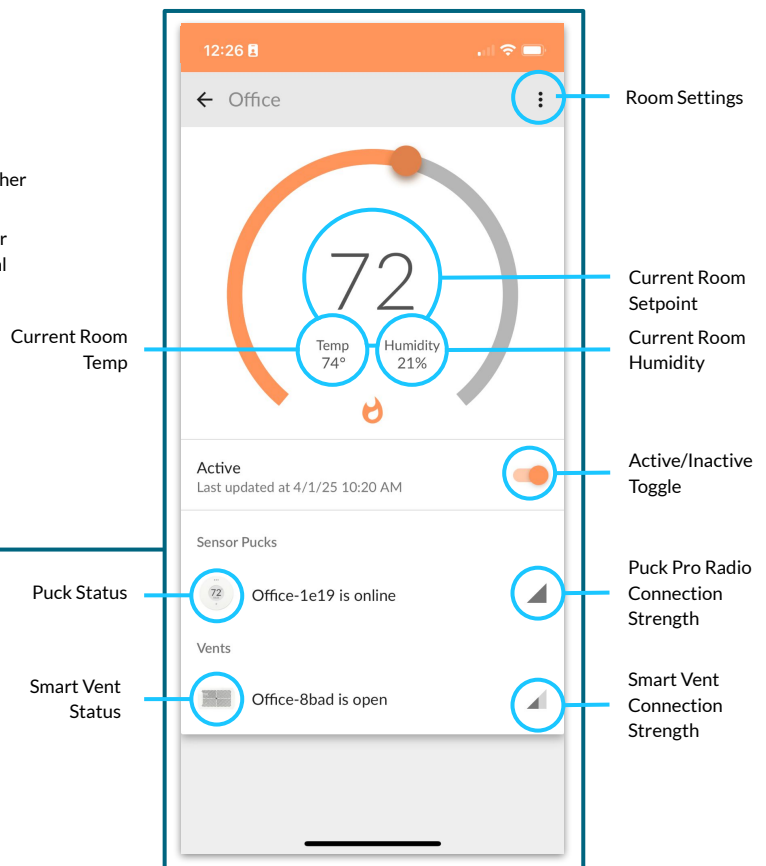 12:26
Office
Room Settings
her
r
al
72
Current Room
Setpoint
Current Room
Temp
Temp
74°
Humidity
21%
Current Room
Humidity
Active
Last updated at 4/1/25 10:20 AM
Active/Inactive
Toggle
Sensor Pucks
Puck Status
72
Office-1e19 is online
Puck Pro Radio
Connection
Strength
Vents
Smart Vent
Status
Office-8bad is open
Smart Vent
Connection
Strength